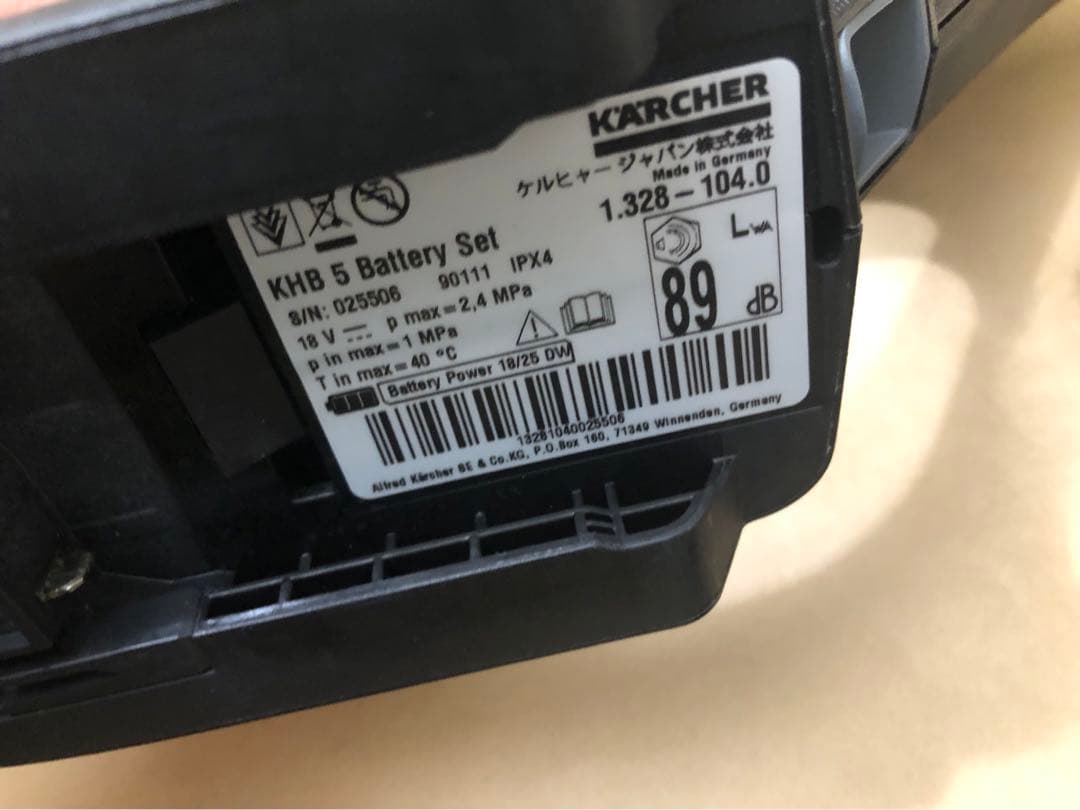 KÄRCHER
ケルヒャー ジャパン株式会社
Made in Germany
1.328-104.0
KHB 5 Battery Set
S/N: 025506 90111 IPX4
18 V p max=2,4 MPa
p in max=1 MPa
T in max=40 °C
Battery Power 18/25 DW
LWA
89 dB
13281040025506
Alfred Kärcher SE & Co.KG, P.O.Box 160, 71349 Winnenden, Germany